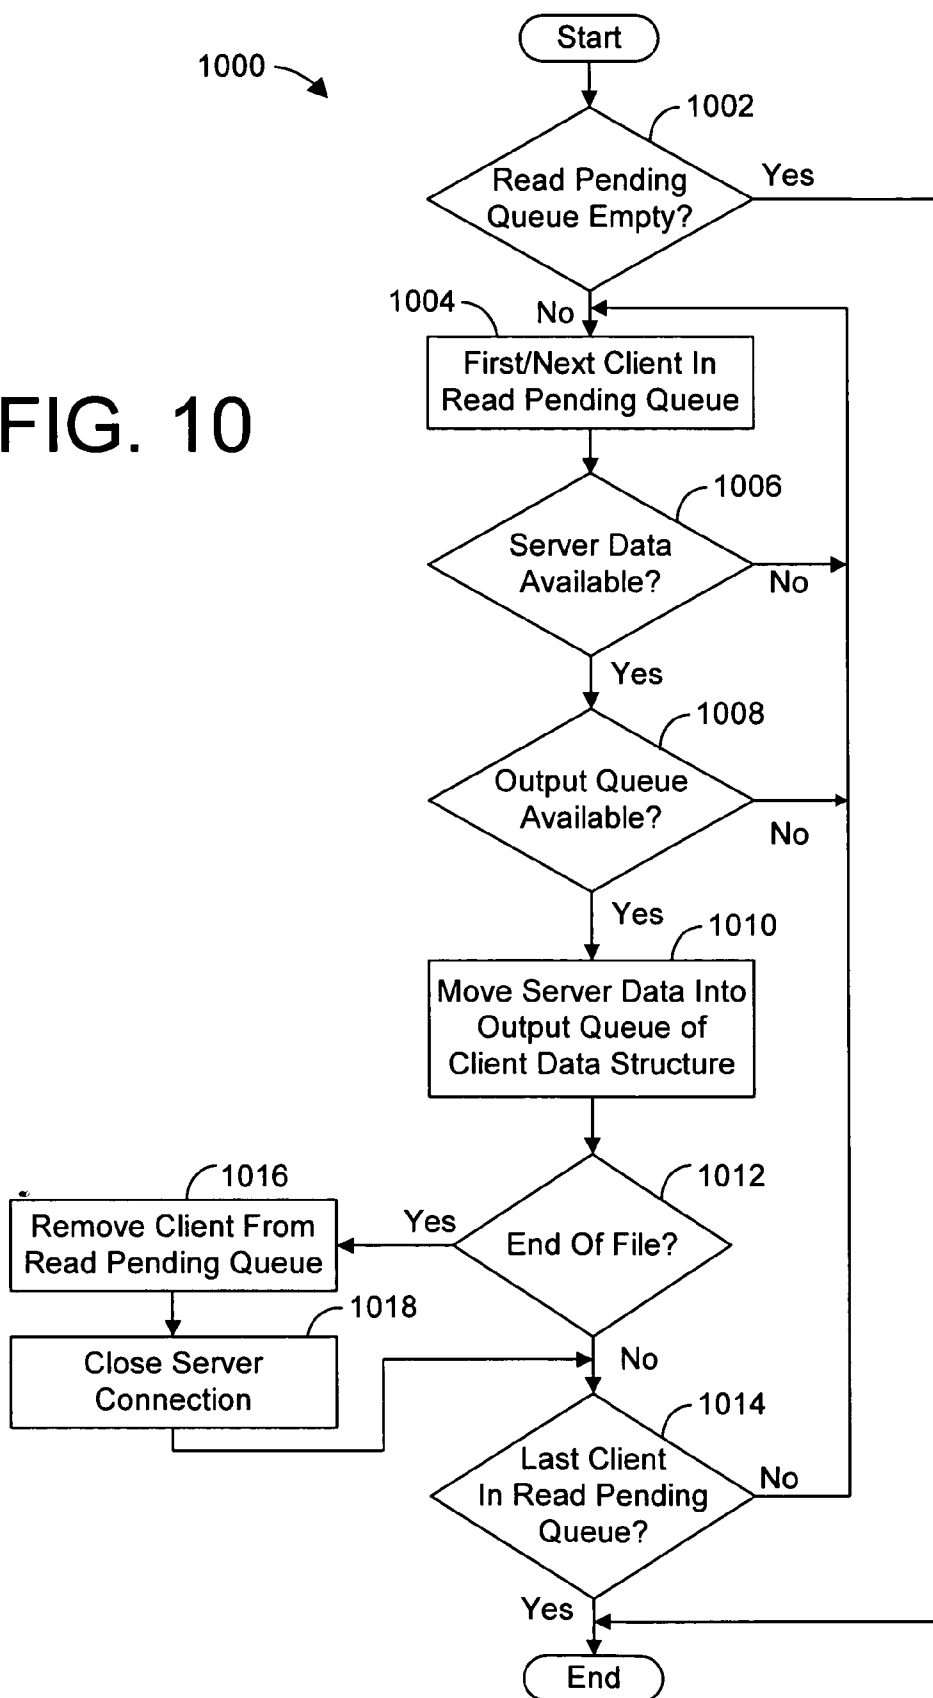 Start
1000
1002
Read Pending
Queue Empty?
Yes
1004
No
First/Next Client In
Read Pending Queue
FIG. 10
1006
Server Data
Available?
No
Yes
1008
Output Queue
Available?
No
Yes
1010
Move Server Data Into
Output Queue of
Client Data Structure
1016
1012
Remove Client From
Read Pending Queue
Yes
End Of File?
1018
Close Server
Connection
No
1014
Last Client
In Read Pending
Queue?
No
Yes
End